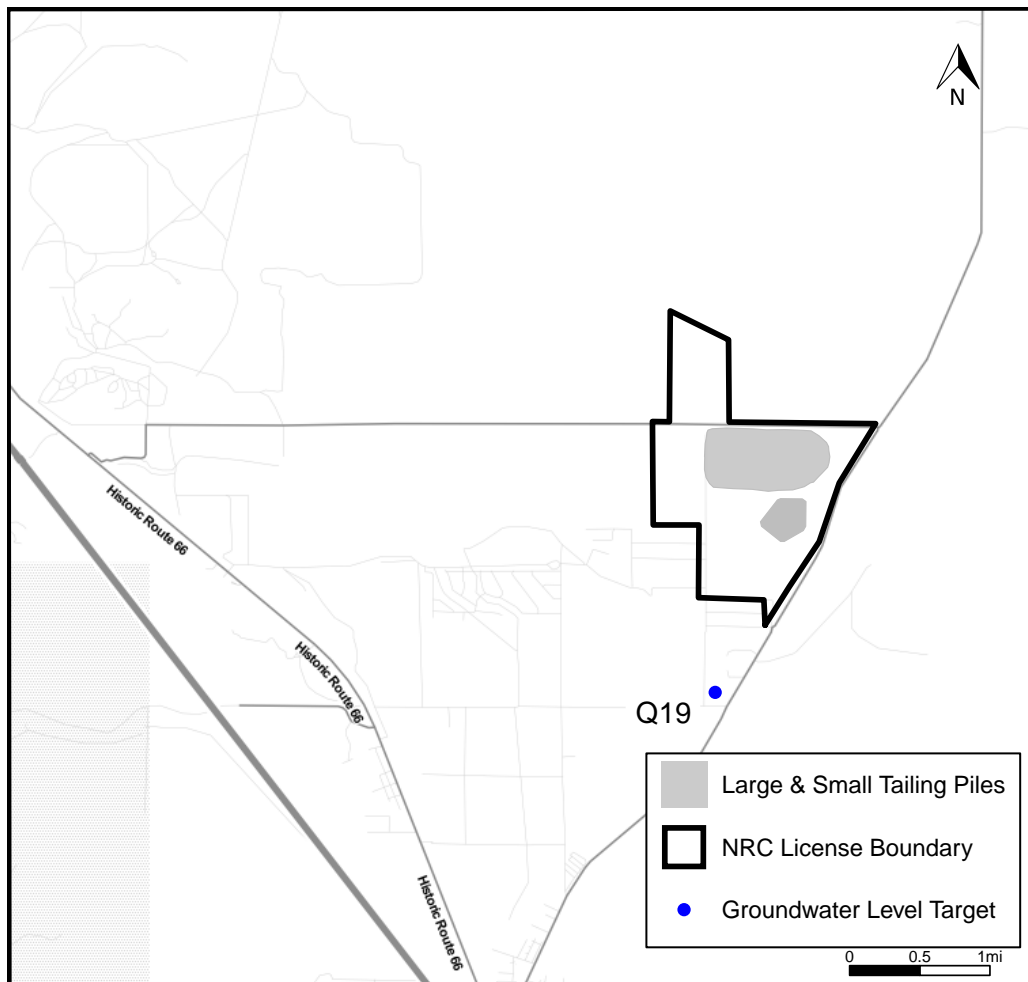 N
Historic Route 66
Historic Route 66
Q19
Historic Route 66
Large & Small Tailing Piles
NRC License Boundary
Groundwater Level Target
0 0.5 1mi